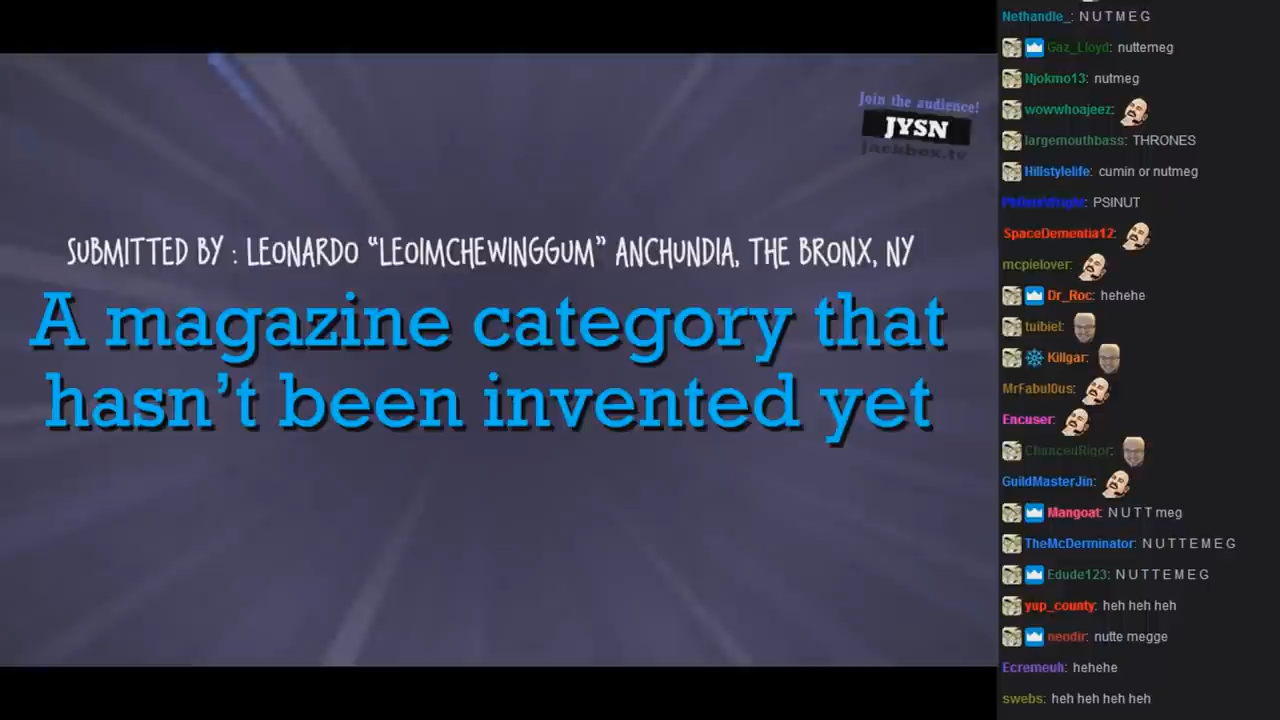 Join the audience!
JYSN
jackbox.tv
SUBMITTED BY : LEONARDO “LEOIMCHEWINGGUM” ANCHUNDIA, THE BRONX, NY
A magazine category that
hasn’t been invented yet
Nethandle_: N U T M E G
Gaz_Lloyd: nuttemeg
Njokmo13: nutmeg
wowwhoajeez:
largemouthbass: THRONES
Hillstylelife: cumin or nutmeg
PSINUT
SpaceDementia12:
mcpielover:
Dr_Roc: hehehe
tuibiel:
Killgar:
MrFabul0us:
Encuser:
ChancellRigor:
GuildMasterJin:
Mangoat: N U T T meg
TheMcDerminator: N U T T E M E G
Edude123: N U T T E M E G
yup_county: heh heh heh
neodir: nutte megge
Ecremeuh: hehehe
swebs: heh heh heh heh